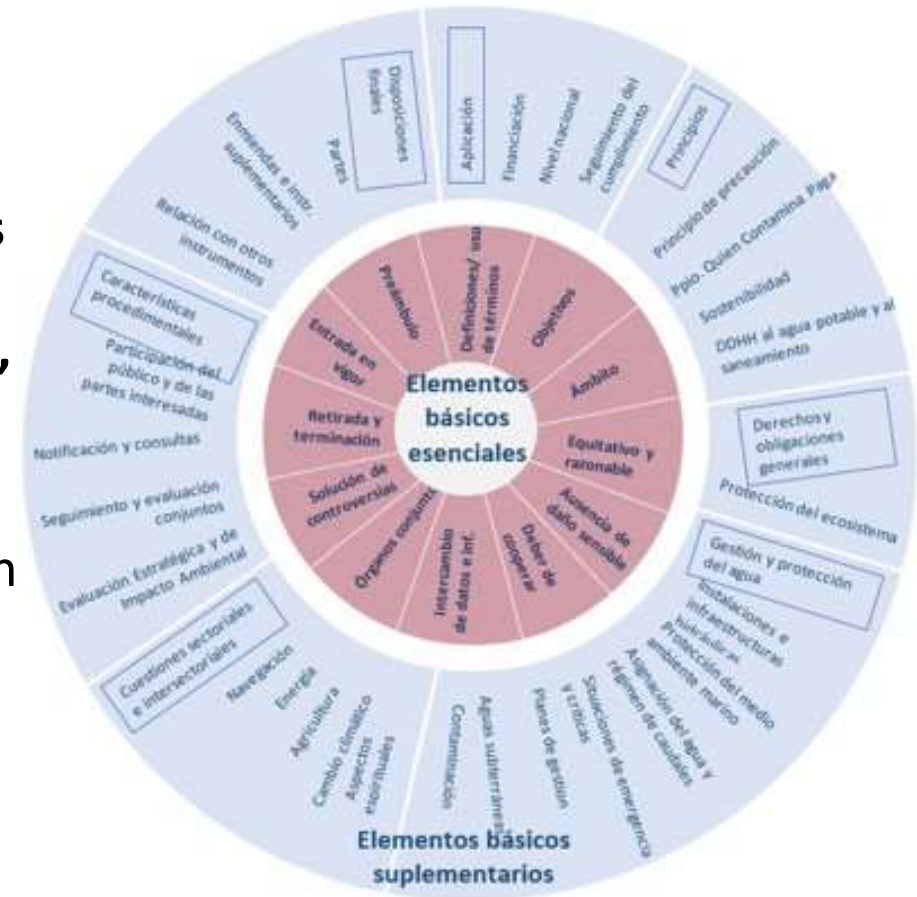 s
,
n
Elementos
básicos
esenciales
Preámbulo
Definiciones/ uso
de términos
Objetivos
Ámbito
Equitativo y
razonable
Ausencia de
daño sensible
Deber de
cooperar
Intercambio
de datos e inf.
Órganos conjuntos
Solución de
controversias
Retirada y
terminación
Entrada en
vigor
Aplicación
Financiación
Nivel nacional
Seguimiento del
cumplimiento
Principios
Principio de precaución
Ppio. Quien Contamina Paga
Sostenibilidad
DDHH al agua potable y al
saneamiento
Derechos y
obligaciones
generales
Protección del ecosistema
Gestión y protección
del agua
Instalaciones e
infraestructuras
hidráulicas
Protección del medio
ambiente marino
Asignación del agua y
régimen de caudales
Situaciones de emergencia
y críticas
Planes de gestión
Aguas subterráneas
Contaminación
Cuestiones sectoriales
e intersectoriales
Navegación
Energía
Agricultura
Cambio climático
Aspectos
espirituales
Características
procedimentales
Participación del
público y de las
partes interesadas
Notificación y consultas
Seguimiento y evaluación
conjuntos
Evaluación Estratégica y de
Impacto Ambiental
Disposiciones
finales
Partes
Enmiendas e instr.
suplementarios
Relación con otros
instrumentos
Elementos básicos
suplementarios